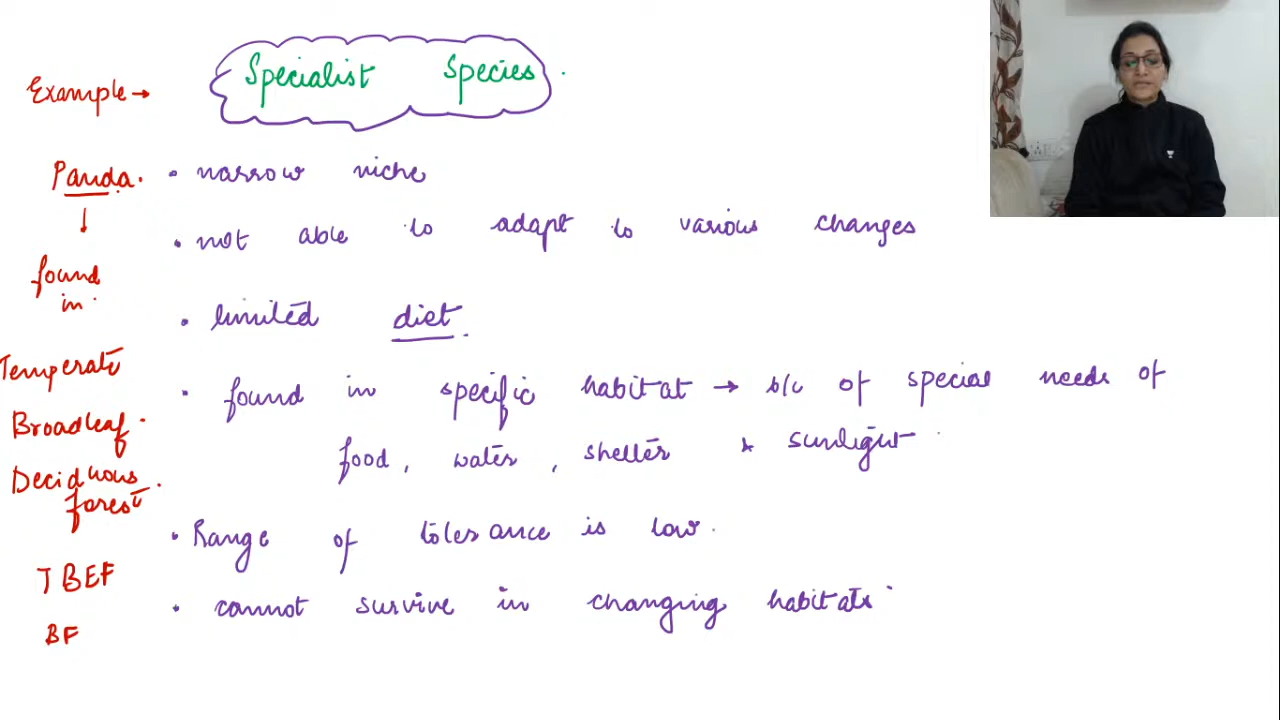 Specialist Species.
Example →
Panda.
↓
found
in
Temperate
Broadleaf
Deciduous
forest.
TBEF
BF
• narrow niche
• not able to adapt to various changes
• limited diet.
• found in specific habitat → b/c of special needs of
food, water, shelter & sunlight
• Range of tolerance is low.
• cannot survive in changing habitats